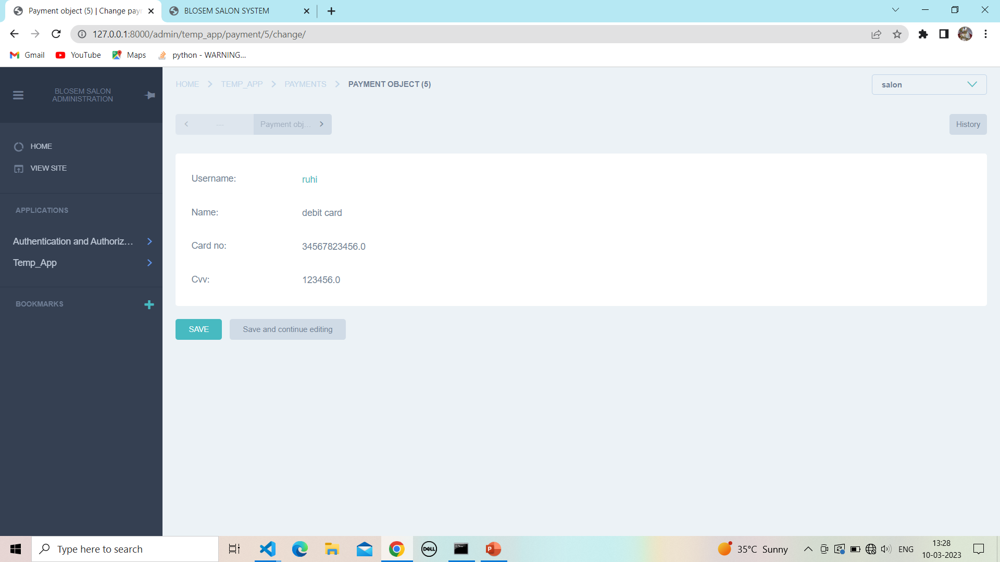 Payment object (5) | Change payr
BLOSEM SALON SYSTEM
127.0.0.1:8000/admin/temp_app/payment/5/change/
Gmail YouTube Maps python - WARNING...
BLOSEM SALON
ADMINISTRATION
HOME
VIEW SITE
APPLICATIONS
Authentication and Authoriz...
Temp_App
BOOKMARKS
HOME TEMP_APP PAYMENTS PAYMENT OBJECT (5)
salon
---
Payment obj...
History
Username: ruhi
Name: debit card
Card no: 34567823456.0
Cvv: 123456.0
SAVE Save and continue editing
Type here to search
DELL
35°C Sunny
ENG
13:28
10-03-2023